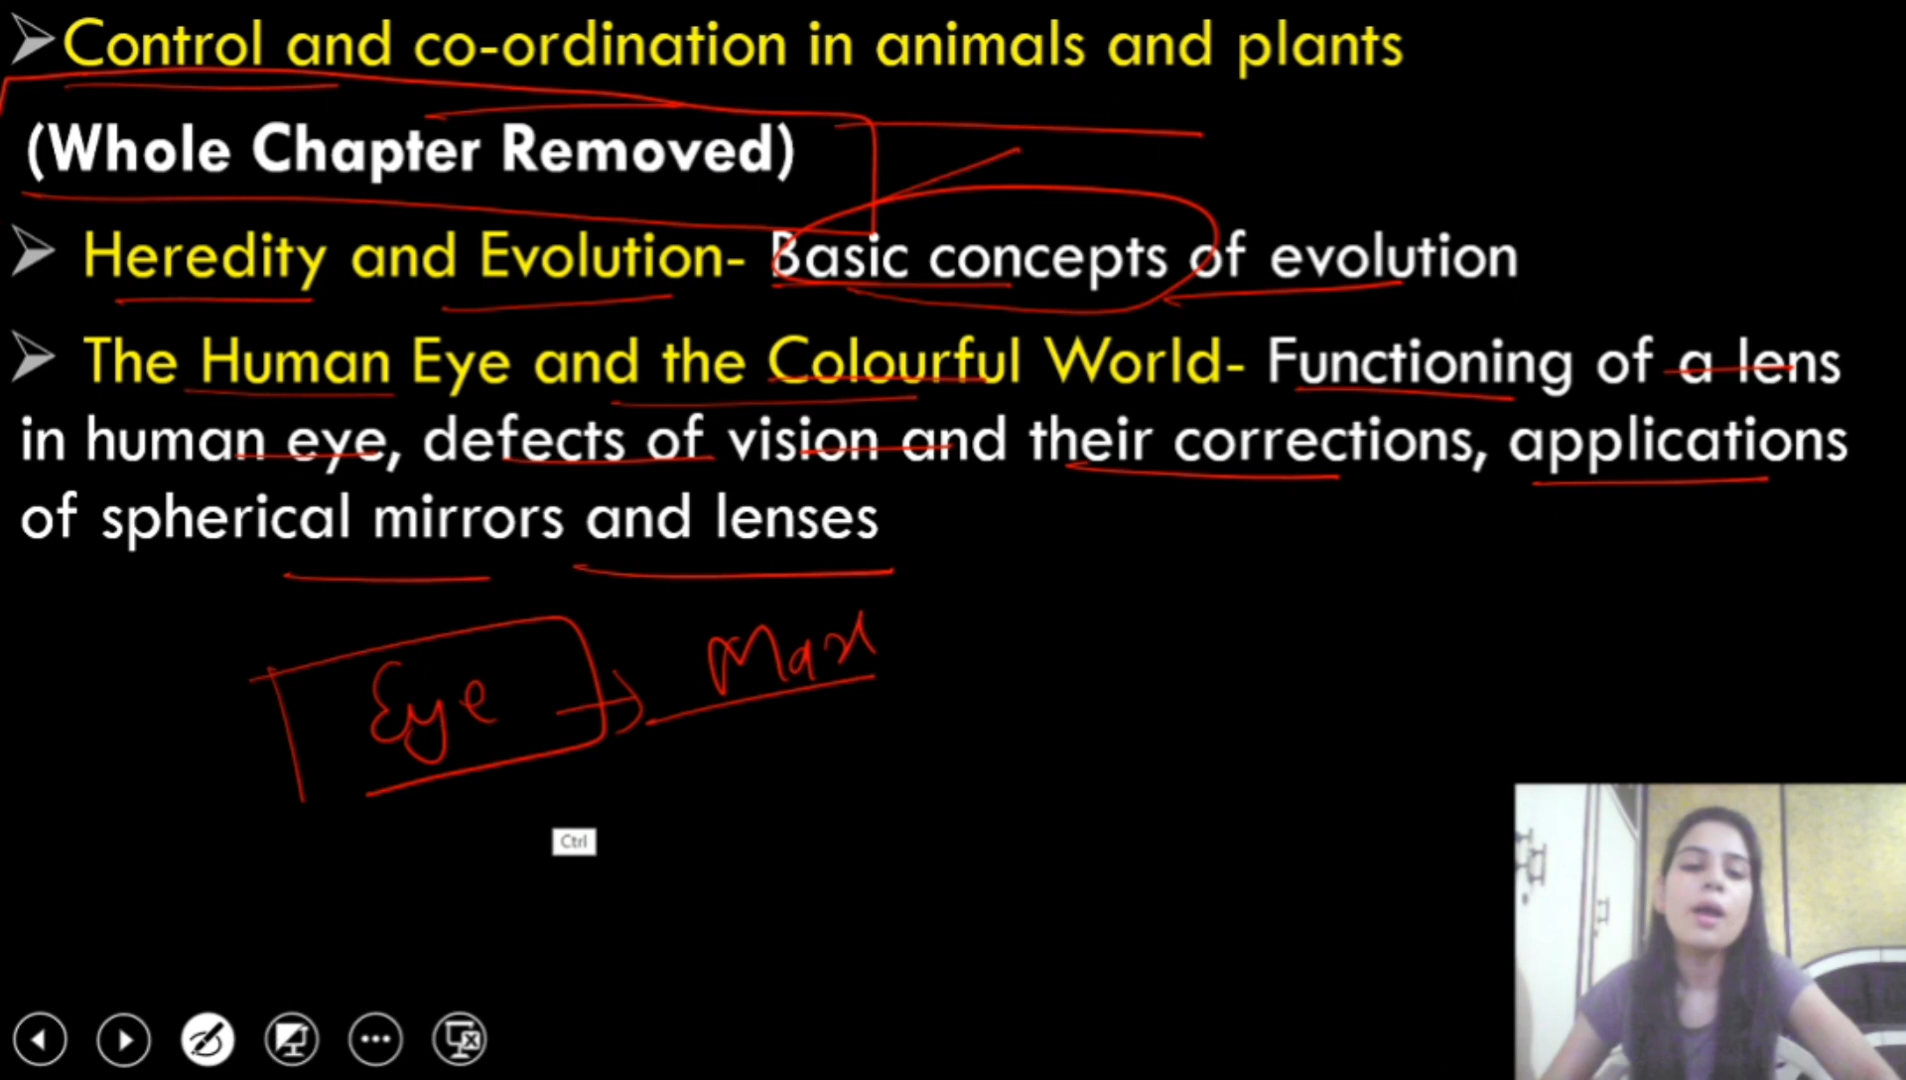 Control and co-ordination in animals and plants
(Whole Chapter Removed)
Heredity and Evolution- Basic concepts of evolution
The Human Eye and the Colourful World- Functioning of a lens
in human eye, defects of vision and their corrections, applications
of spherical mirrors and lenses
Eye → Max
Ctrl